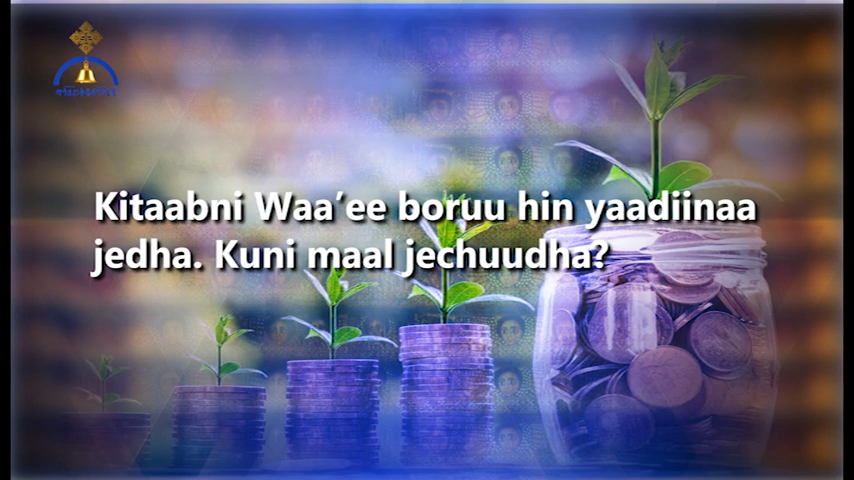 Kitaabni Waa’ee boruu hin yaadiinaa
jedha. Kuni maal jechuudha?